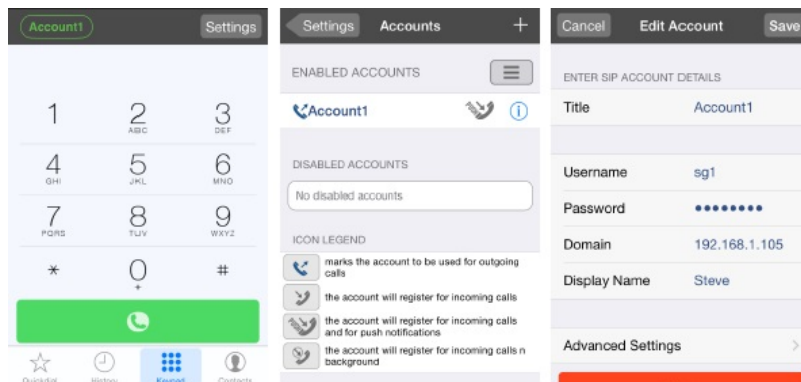 Account1
Settings
1
2
ABC
3
DEF
4
GHI
5
JKL
6
MNO
7
PQRS
8
TUV
9
WXYZ
*
0
+
#
Quickdial
History
Keypad
Contacts
Settings
Accounts
+
ENABLED ACCOUNTS
Account1
DISABLED ACCOUNTS
No disabled accounts
ICON LEGEND
marks the account to be used for outgoing
calls
the account will register for incoming calls
the account will register for incoming calls
and for push notifications
the account will register for incoming calls n
background
Cancel
Edit Account
Save
ENTER SIP ACCOUNT DETAILS
Title
Account1
Username
sg1
Password
••••••••
Domain
192.168.1.105
Display Name
Steve
Advanced Settings